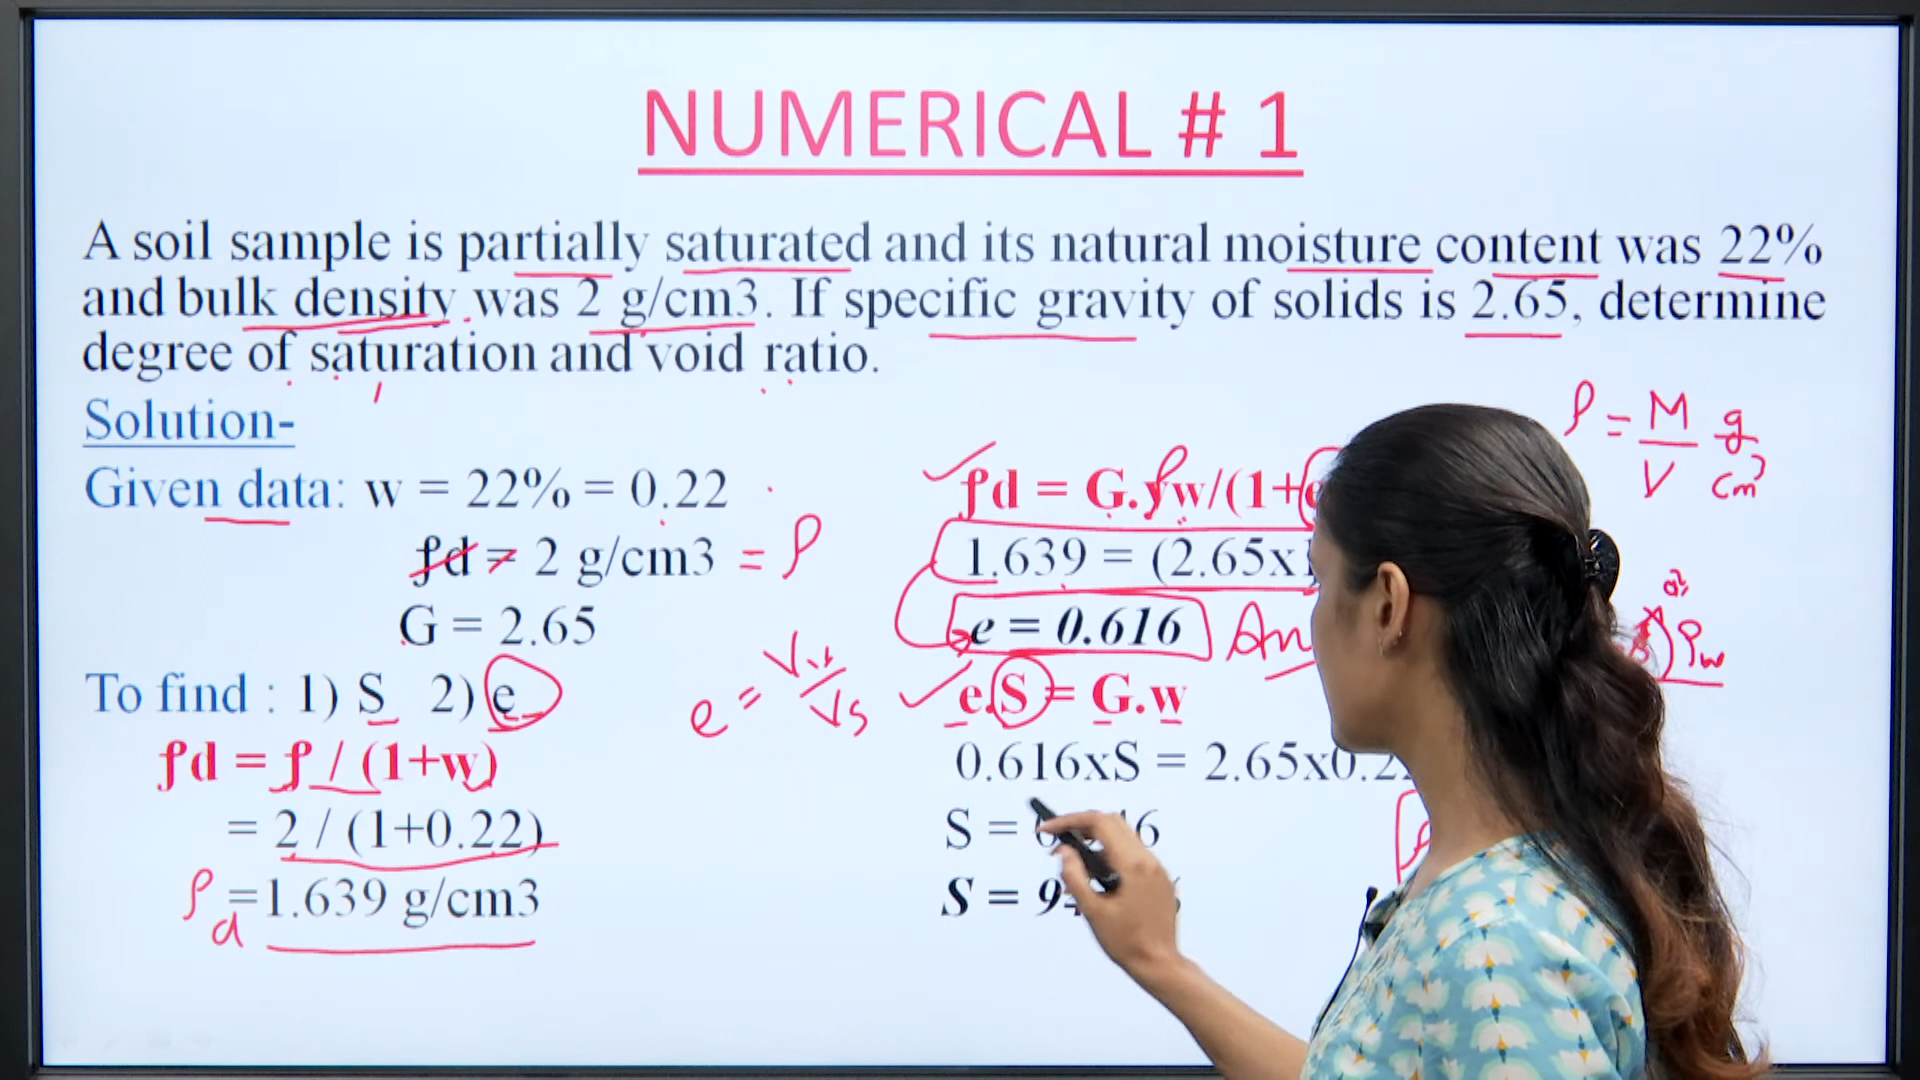 NUMERICAL # 1
A soil sample is partially saturated and its natural moisture content was 22%
and bulk density was 2 g/cm3. If specific gravity of solids is 2.65, determine
degree of saturation and void ratio.
Solution-
Given data: w = 22% = 0.22
ρd = 2 g/cm3 = ρ
G = 2.65
To find : 1) S 2) e
ρd = ρ / (1+w)
= 2 / (1+0.22)
ρd =1.639 g/cm3
e = Vv/Vs
ρd = G.ρw/(1+e
1.639 = (2.65x1
e = 0.616
e.S = G.w
0.616xS = 2.65x0.2
S =
S = 9
ρ = M/V g/cm3
ρw